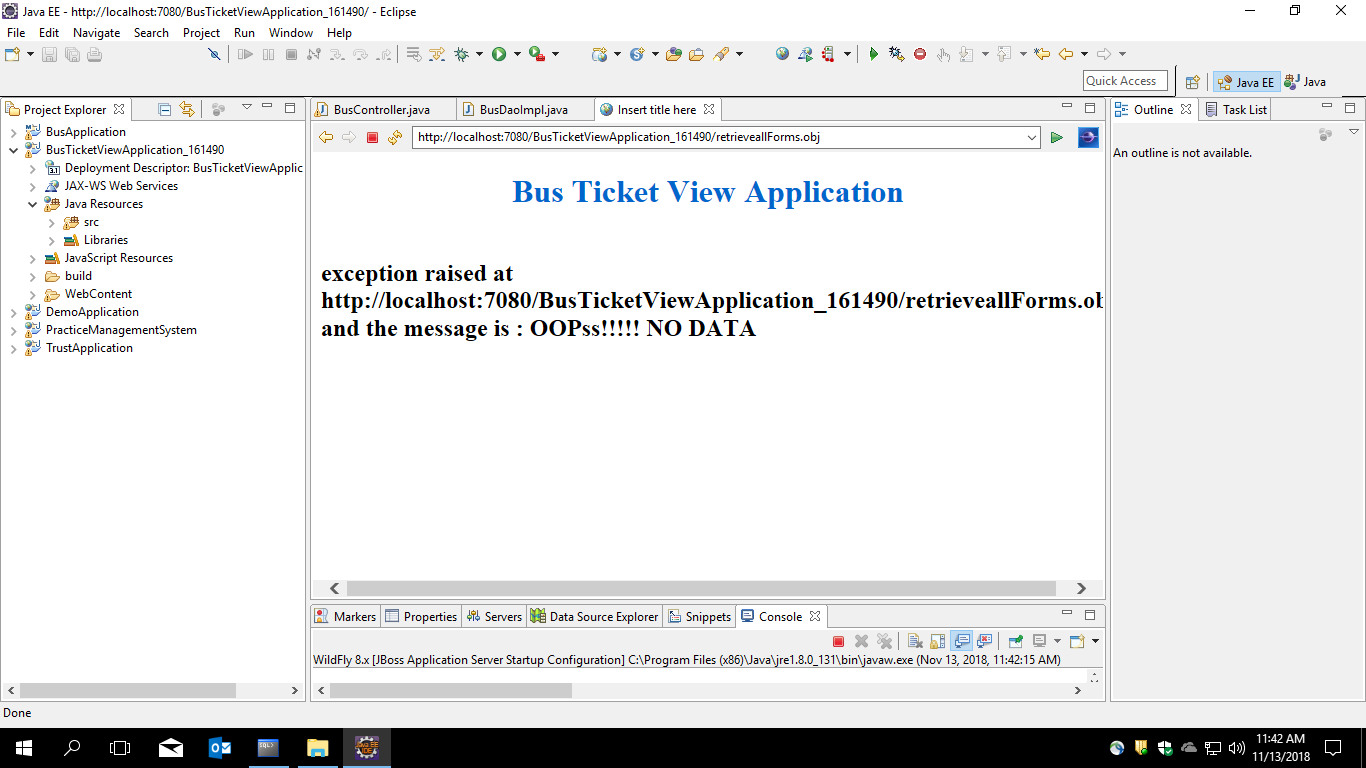 Java EE - http://localhost:7080/BusTicketViewApplication_161490/ - Eclipse
File Edit Navigate Search Project Run Window Help
Quick Access
Java EE
Java
Project Explorer
BusApplication
BusTicketViewApplication_161490
Deployment Descriptor: BusTicketViewApplic
3.1
JAX-WS Web Services
Java Resources
src
Libraries
JavaScript Resources
build
WebContent
DemoApplication
PracticeManagementSystem
TrustApplication
BusController.java BusDaoImpl.java Insert title here
http://localhost:7080/BusTicketViewApplication_161490/retrieveallForms.obj
Bus Ticket View Application
exception raised at
http://localhost:7080/BusTicketViewApplication_161490/retrieveallForms.ob
and the message is : OOPss!!!!! NO DATA
Outline Task List
An outline is not available.
Markers Properties Servers Data Source Explorer Snippets Console
WildFly 8.x [JBoss Application Server Startup Configuration] C:\Program Files (x86)\Java\jre1.8.0_131\bin\javaw.exe (Nov 13, 2018, 11:42:15 AM)
Done
11:42 AM
11/13/2018